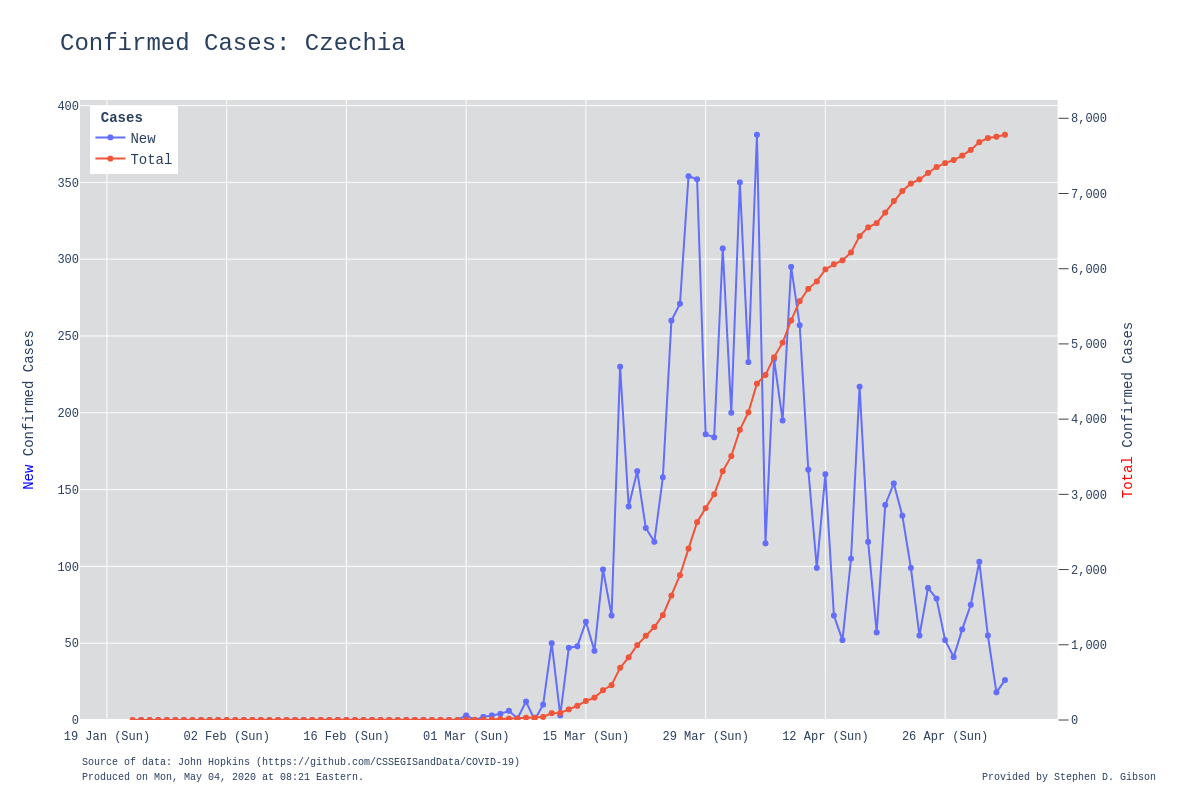 Confirmed Cases: Czechia
Cases
New
Total
400
350
300
250
200
150
100
50
0
New Confirmed Cases
8,000
7,000
6,000
5,000
4,000
3,000
2,000
1,000
0
Total Confirmed Cases
19 Jan (Sun) 02 Feb (Sun) 16 Feb (Sun) 01 Mar (Sun) 15 Mar (Sun) 29 Mar (Sun) 12 Apr (Sun) 26 Apr (Sun)
Source of data: John Hopkins (https://github.com/CSSEGISandData/COVID-19)
Produced on Mon, May 04, 2020 at 08:21 Eastern.
Provided by Stephen D. Gibson